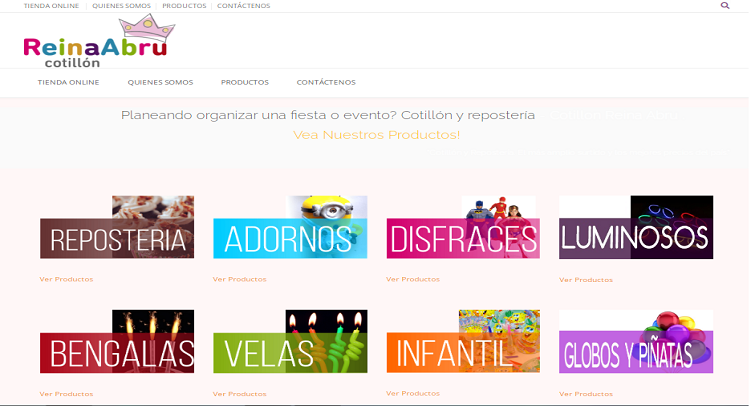 TIENDA ONLINE QUIENES SOMOS PRODUCTOS CONTÁCTENOS
ReinaAbru
cotillón
TIENDA ONLINE QUIENES SOMOS PRODUCTOS CONTÁCTENOS
Planeando organizar una fiesta o evento? Cotillón y repostería
Vea Nuestros Productos!
REPOSTERIA ADORNOS DISFRACES LUMINOSOS
Ver Productos Ver Productos Ver Productos Ver Productos
BENGALAS VELAS INFANTIL GLOBOS Y PIÑATAS
Ver Productos Ver Productos Ver Productos Ver Productos